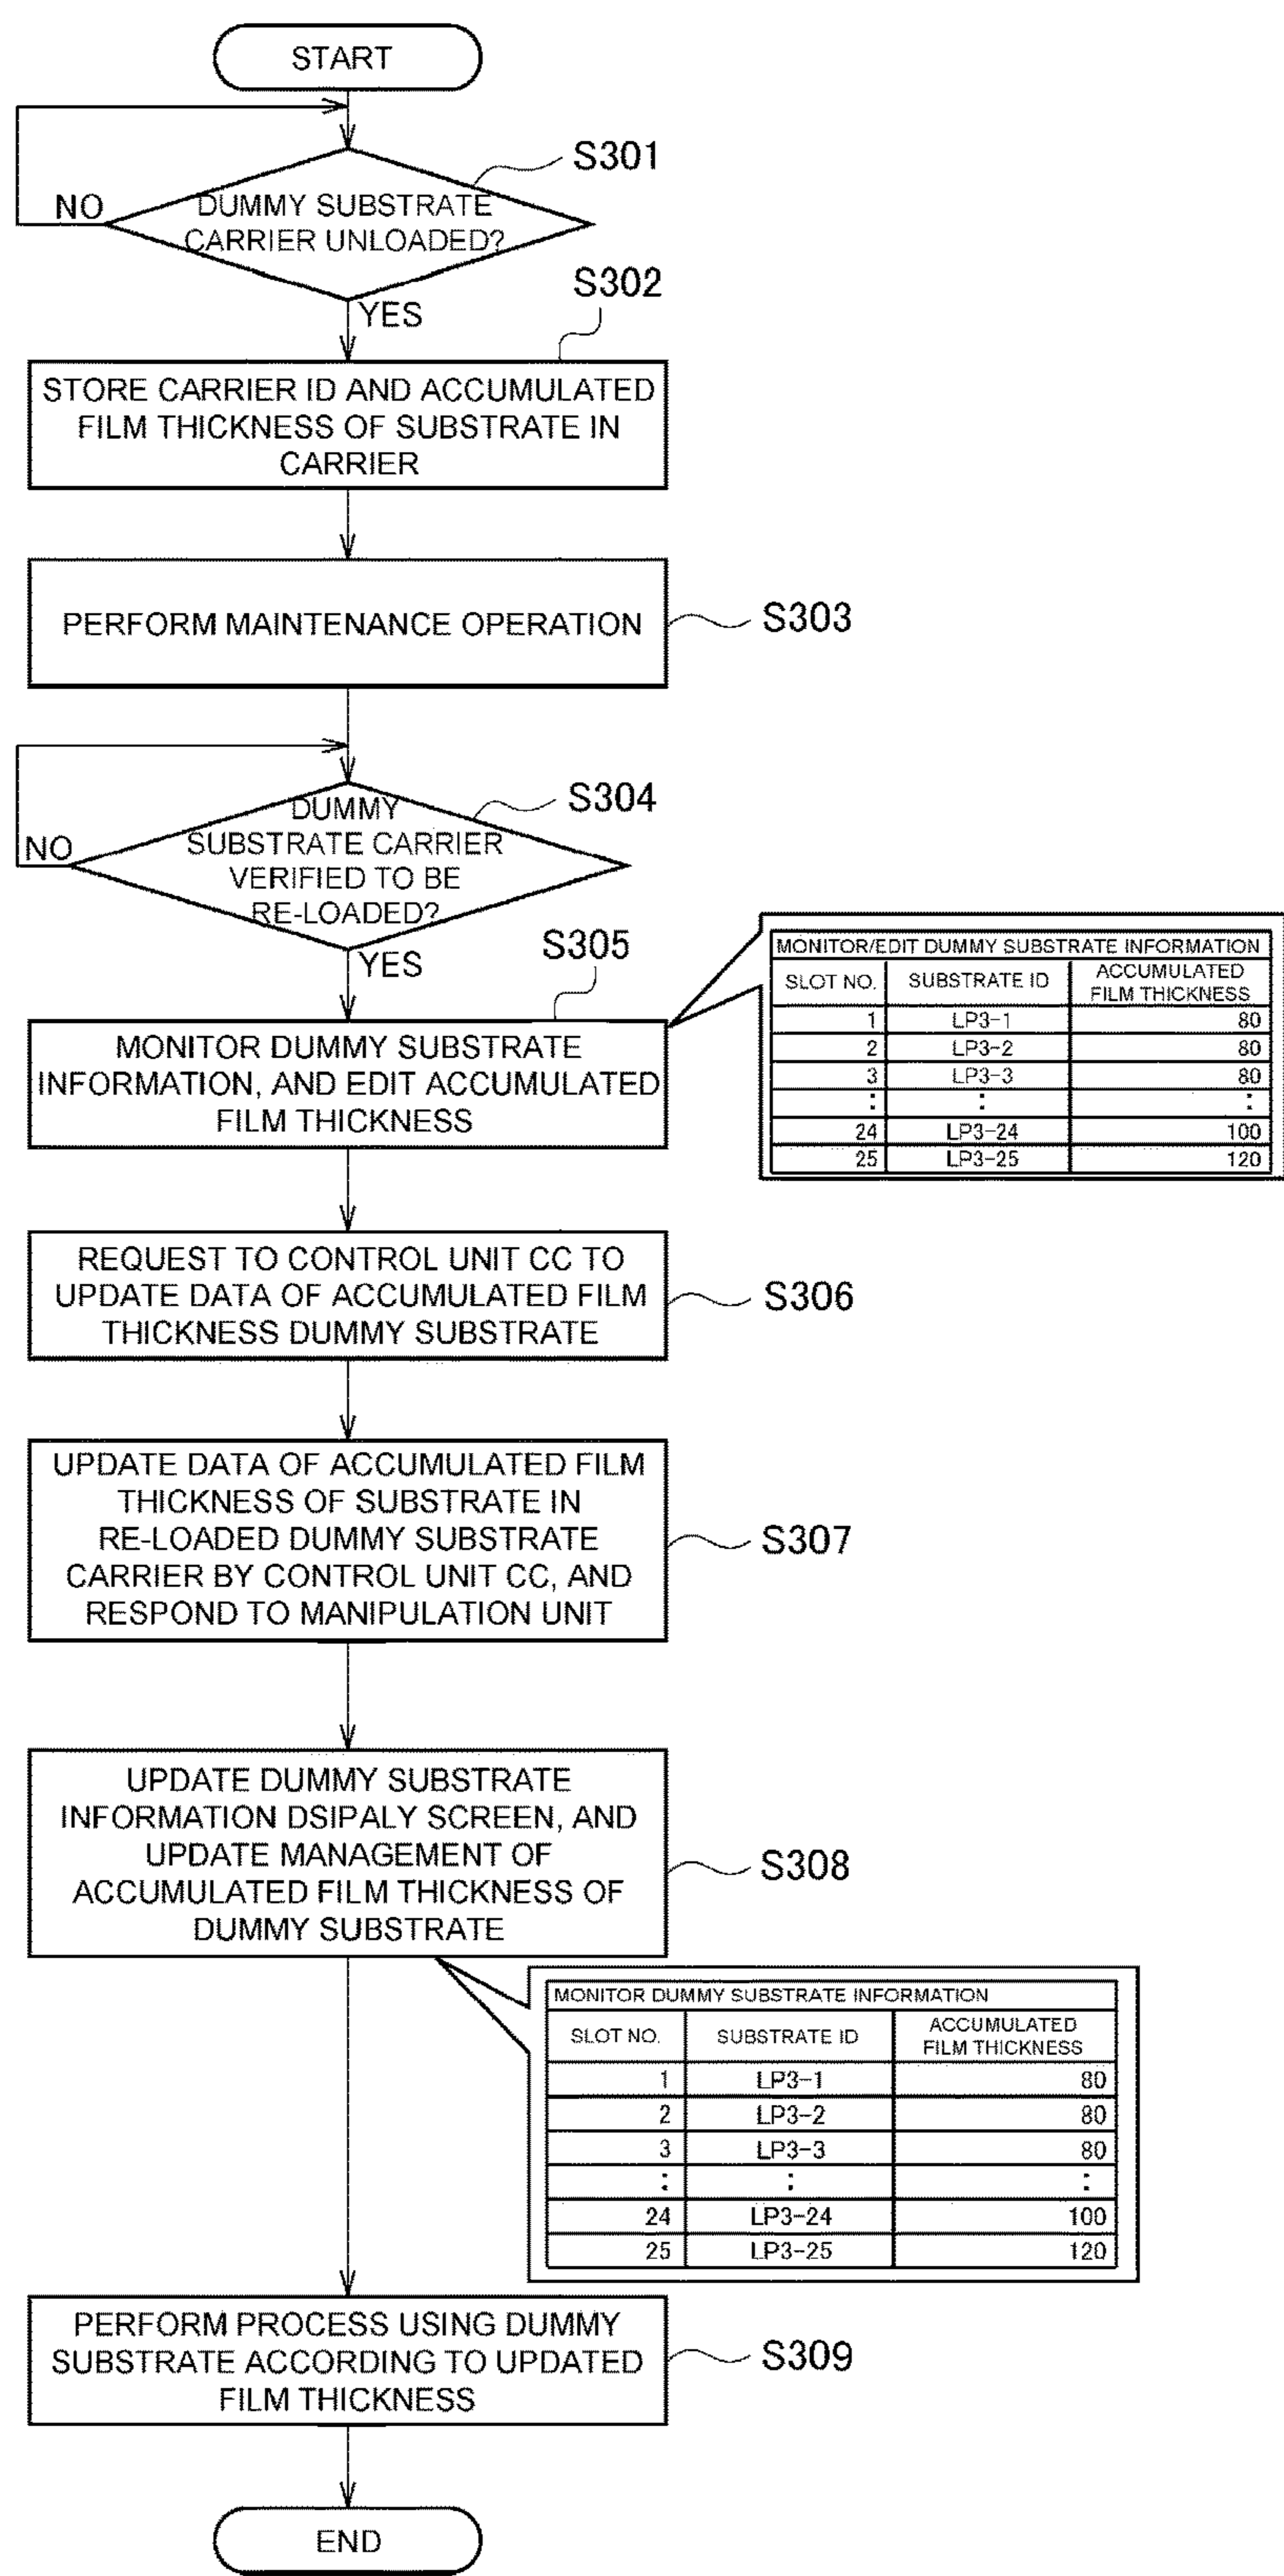 START
S301
NO
DUMMY SUBSTRATE
CARRIER UNLOADED?
YES
S302
STORE CARRIER ID AND ACCUMULATED
FILM THICKNESS OF SUBSTRATE IN
CARRIER
PERFORM MAINTENANCE OPERATION
S303
S304
NO
DUMMY
SUBSTRATE CARRIER
VERIFIED TO BE
RE-LOADED?
YES
S305
MONITOR DUMMY SUBSTRATE
INFORMATION, AND EDIT ACCUMULATED
FILM THICKNESS
MONITOR/EDIT DUMMY SUBSTRATE INFORMATION
SLOT NO. SUBSTRATE ID ACCUMULATED
FILM THICKNESS
1 LP3-1 80
2 LP3-2 80
3 LP3-3 80
: : :
24 LP3-24 100
25 LP3-25 120
REQUEST TO CONTROL UNIT CC TO
UPDATE DATA OF ACCUMULATED FILM
THICKNESS DUMMY SUBSTRATE
S306
UPDATE DATA OF ACCUMULATED FILM
THICKNESS OF SUBSTRATE IN
RE-LOADED DUMMY SUBSTRATE
CARRIER BY CONTROL UNIT CC, AND
RESPOND TO MANIPULATION UNIT
S307
UPDATE DUMMY SUBSTRATE
INFORMATION DSIPALY SCREEN, AND
UPDATE MANAGEMENT OF
ACCUMULATED FILM THICKNESS OF
DUMMY SUBSTRATE
S308
MONITOR DUMMY SUBSTRATE INFORMATION
SLOT NO. SUBSTRATE ID ACCUMULATED
FILM THICKNESS
1 LP3-1 80
2 LP3-2 80
3 LP3-3 80
: : :
24 LP3-24 100
25 LP3-25 120
PERFORM PROCESS USING DUMMY
SUBSTRATE ACCORDING TO UPDATED
FILM THICKNESS
S309
END